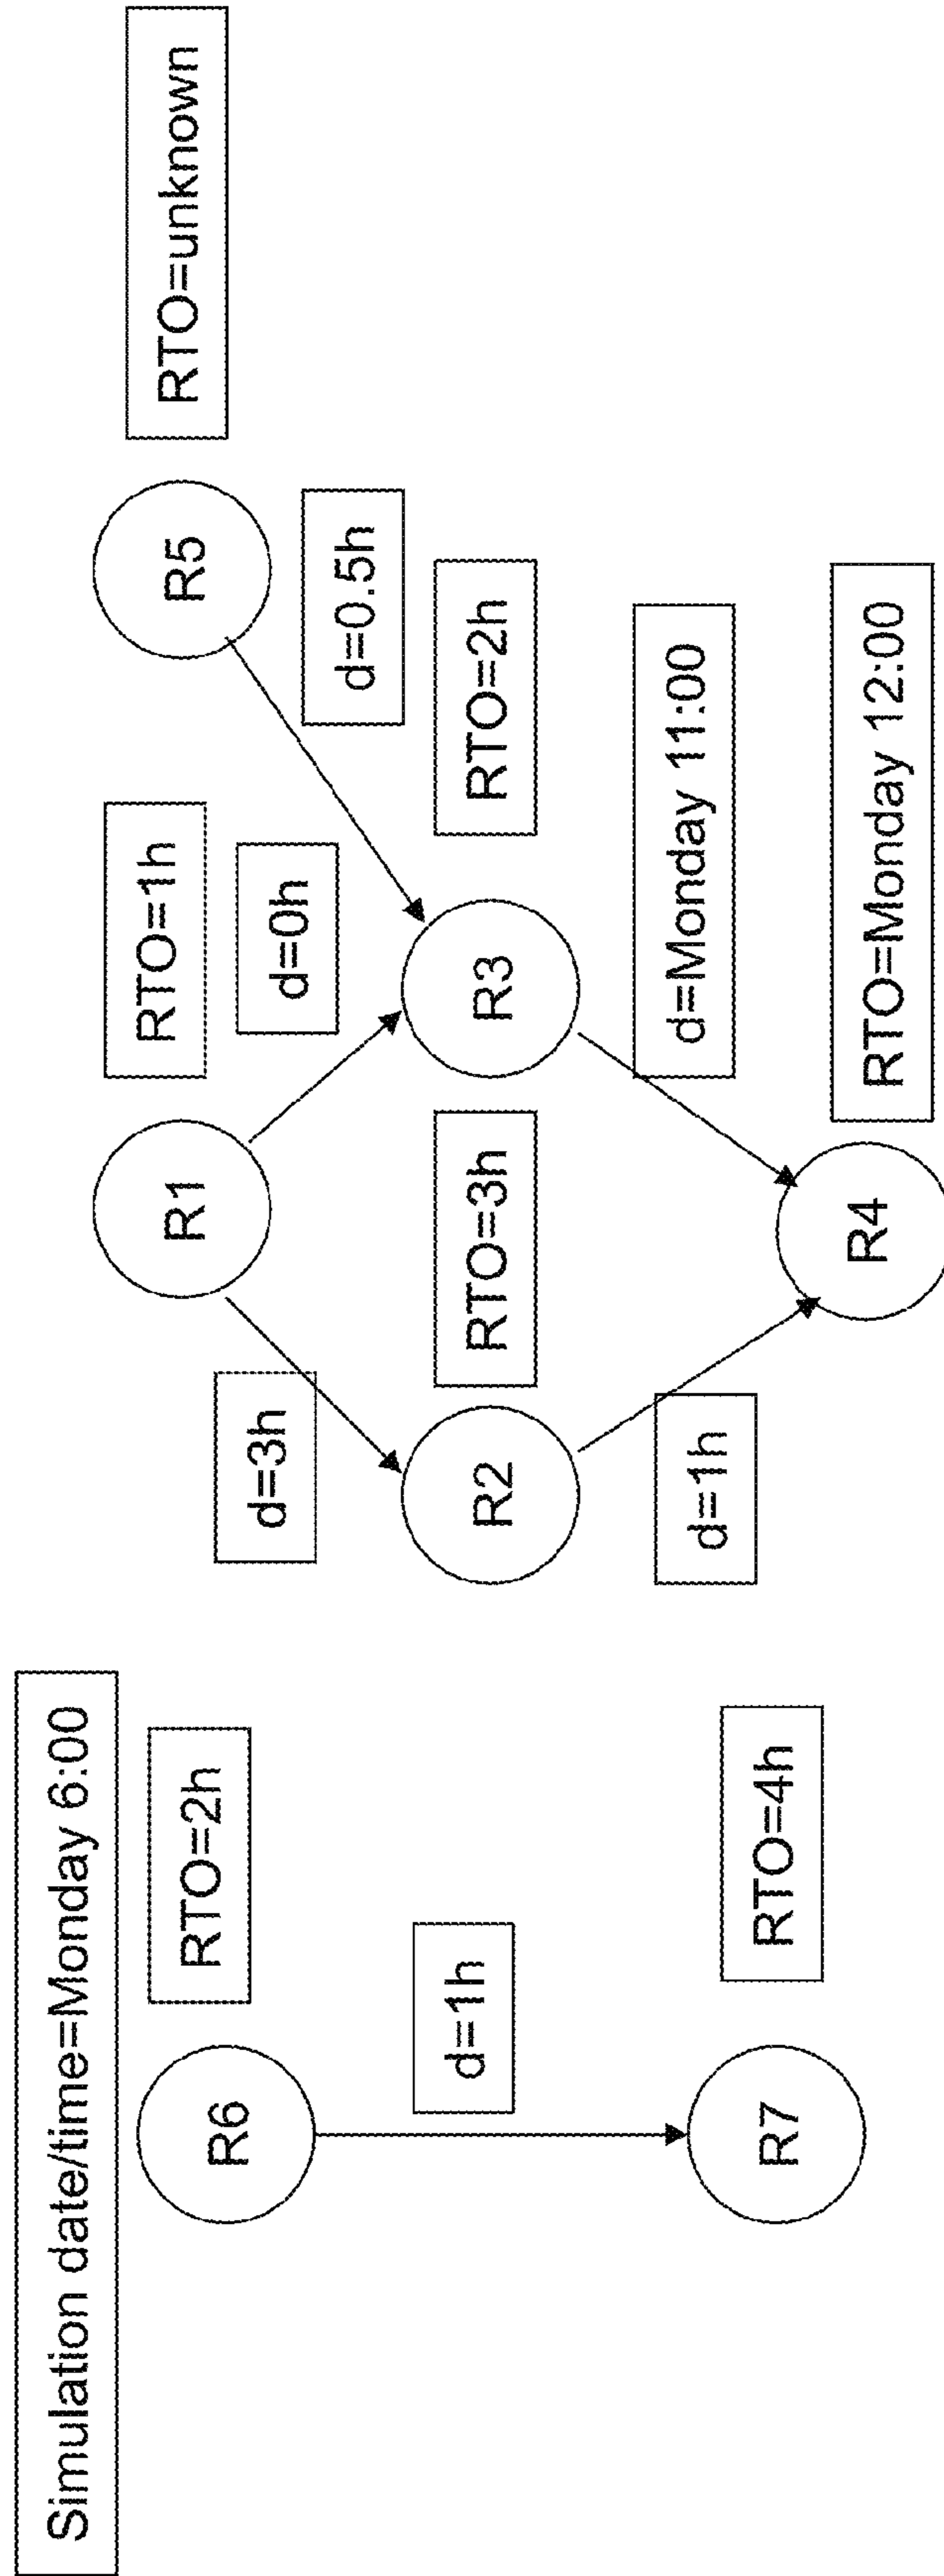 Simulation date/time=Monday 6:00
R6
RTO=2h
d=1h
R7
RTO=4h
R1
RTO=1h
R5
RTO=unknown
d=3h
d=0h
d=0.5h
R2
RTO=3h
R3
RTO=2h
d=1h
d=Monday 11:00
R4
RTO=Monday 12:00